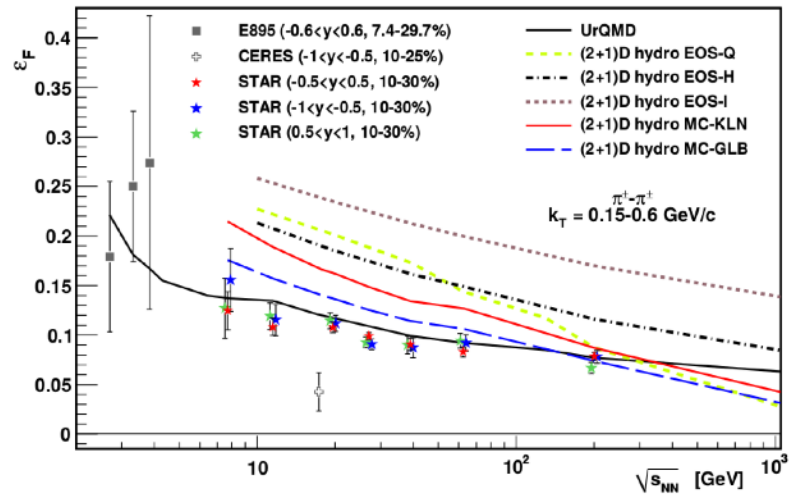 ε_F
0.4
0.35
0.3
0.25
0.2
0.15
0.1
0.05
0
E895 (-0.6<y<0.6, 7.4-29.7%)
CERES (-1<y<-0.5, 10-25%)
STAR (-0.5<y<0.5, 10-30%)
STAR (-1<y<-0.5, 10-30%)
STAR (0.5<y<1, 10-30%)
UrQMD
(2+1)D hydro EOS-Q
(2+1)D hydro EOS-H
(2+1)D hydro EOS-I
(2+1)D hydro MC-KLN
(2+1)D hydro MC-GLB
π±-π±
k_T = 0.15-0.6 GeV/c
10
10²
10³
√s_NN [GeV]